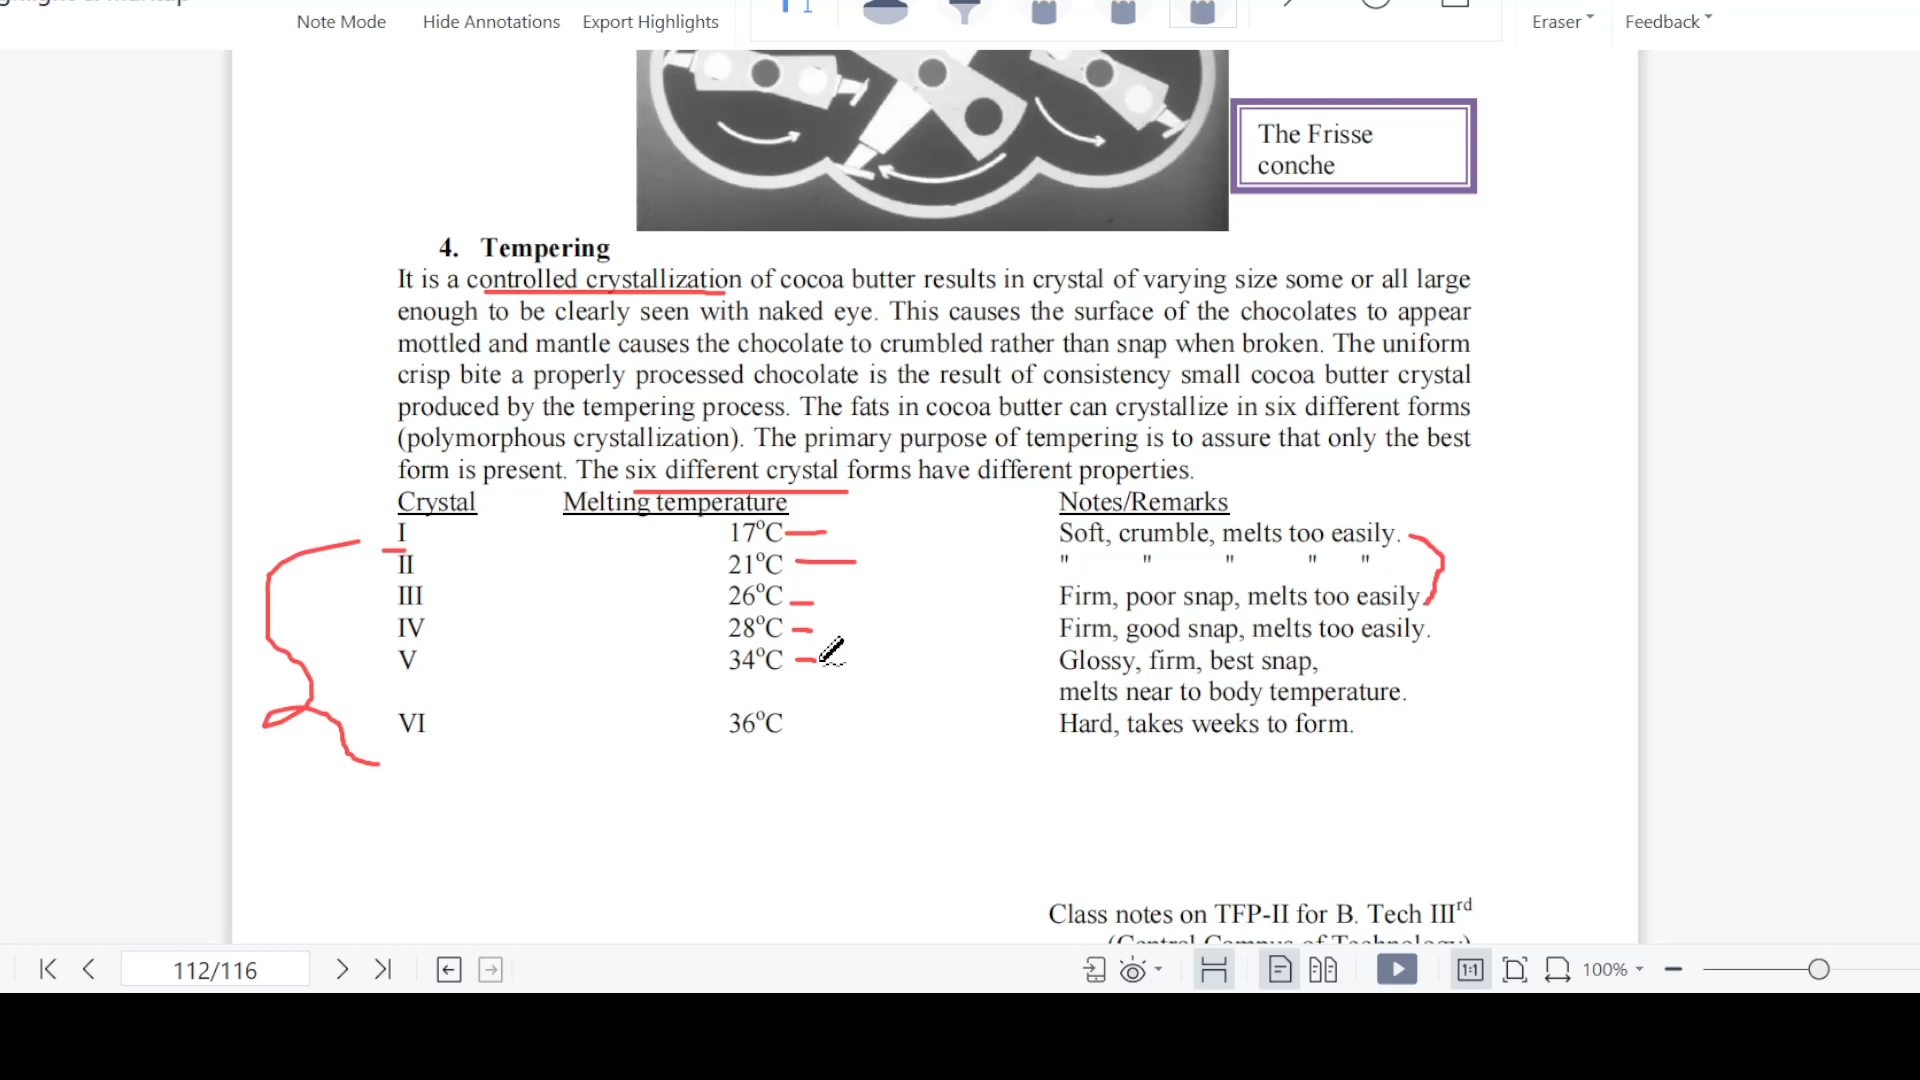 Note Mode Hide Annotations Export Highlights Eraser Feedback
The Frisse
conche
4. Tempering
It is a controlled crystallization of cocoa butter results in crystal of varying size some or all large
enough to be clearly seen with naked eye. This causes the surface of the chocolates to appear
mottled and mantle causes the chocolate to crumbled rather than snap when broken. The uniform
crisp bite a properly processed chocolate is the result of consistency small cocoa butter crystal
produced by the tempering process. The fats in cocoa butter can crystallize in six different forms
(polymorphous crystallization). The primary purpose of tempering is to assure that only the best
form is present. The six different crystal forms have different properties.
Crystal Melting temperature Notes/Remarks
I 17°C Soft, crumble, melts too easily.
II 21°C " " " " "
III 26°C Firm, poor snap, melts too easily.
IV 28°C Firm, good snap, melts too easily.
V 34°C Glossy, firm, best snap,
melts near to body temperature.
VI 36°C Hard, takes weeks to form.
Class notes on TFP-II for B. Tech IIIrd
(Central Campus of Technology)
112/116 1:1 100%